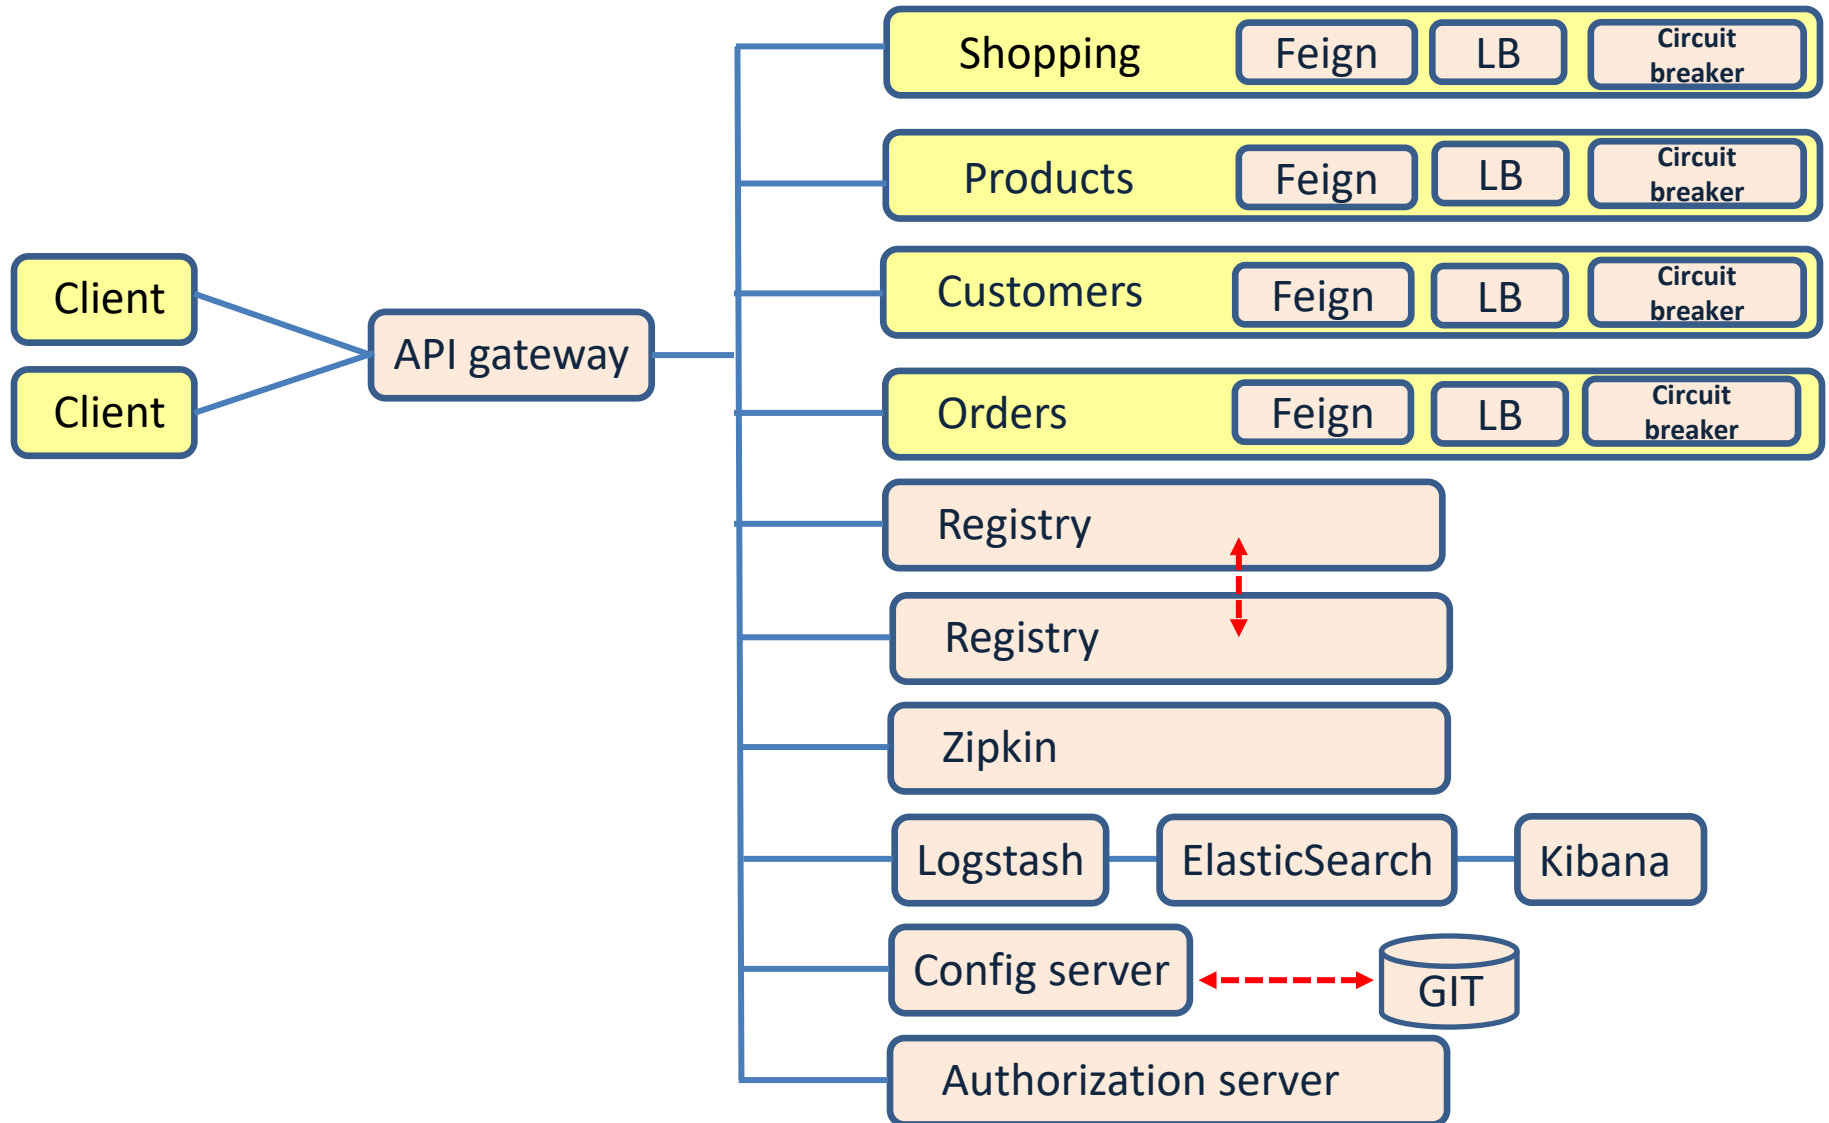 Shopping Feign LB Circuit
breaker
Products Feign LB Circuit
breaker
Client
Customers Feign LB Circuit
breaker
API gateway
Client
Orders Feign LB Circuit
breaker
Registry
Registry
Zipkin
Logstash ElasticSearch Kibana
Config server GIT
Authorization server